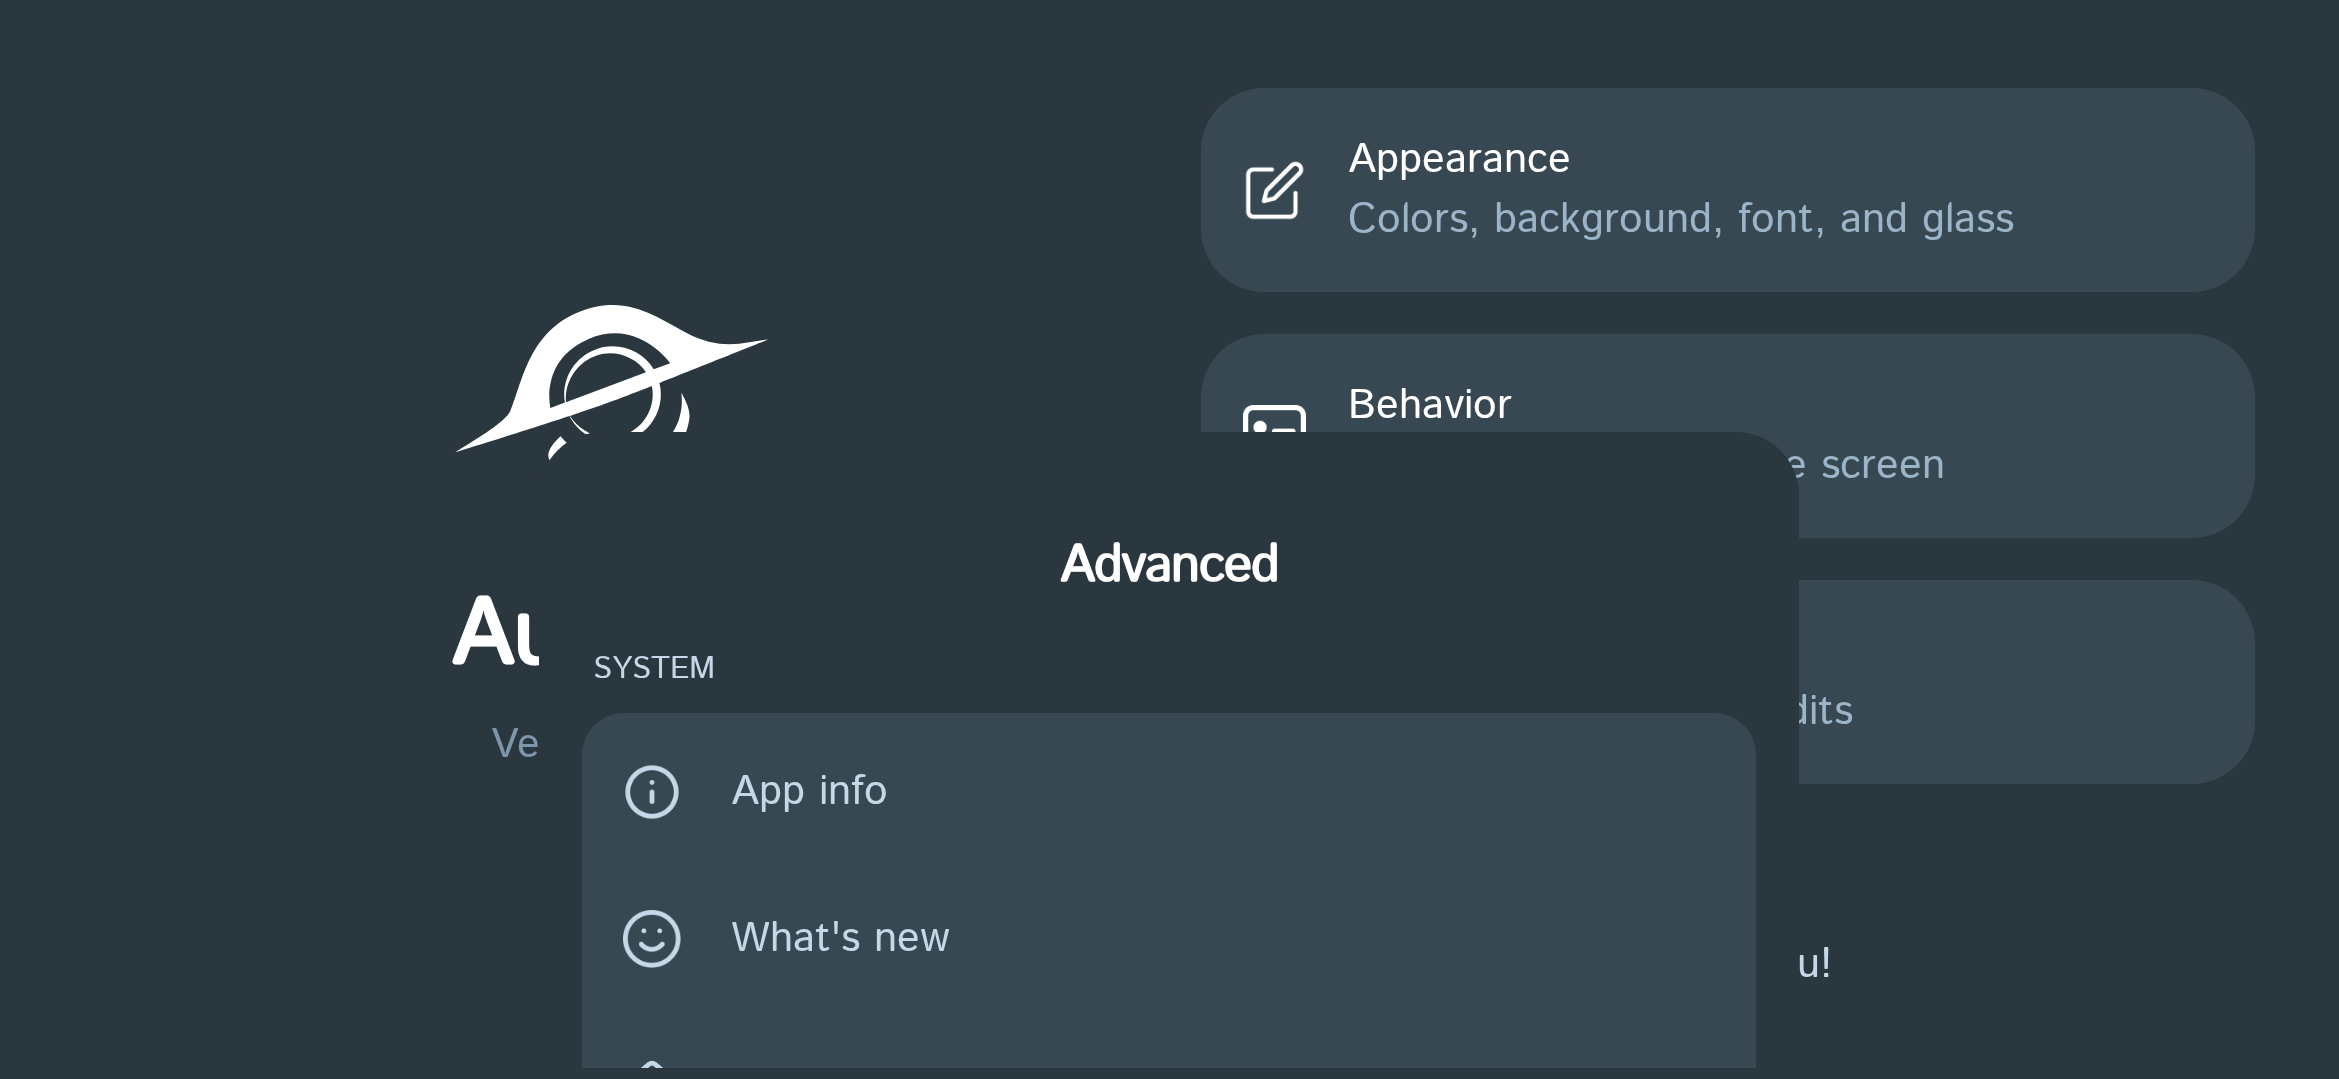 Appearance
Colors, background, font, and glass
Behavior
screen
Advanced
SYSTEM
App info
What's new